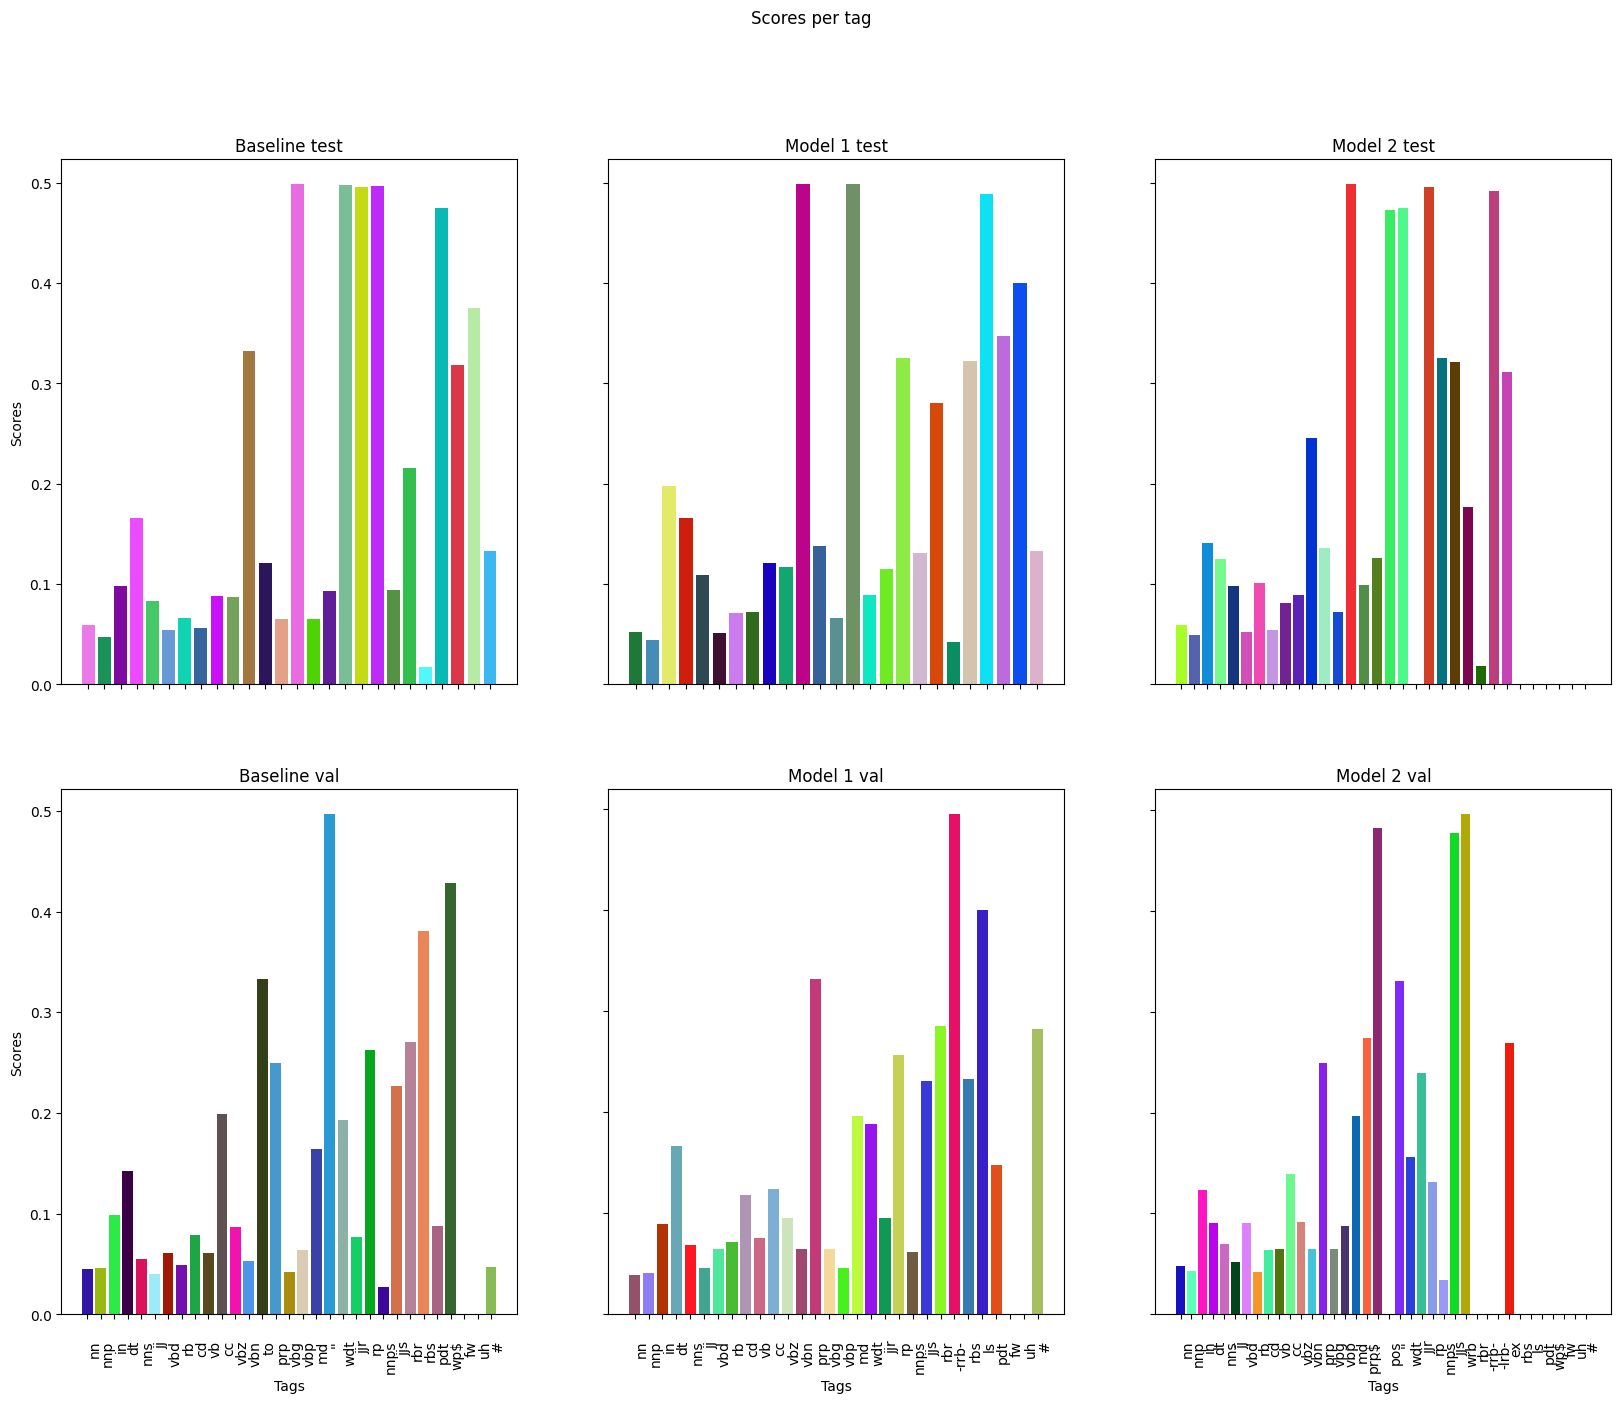 Scores per tag
Baseline test
Model 1 test
Model 2 test
Scores
0.5
0.4
0.3
0.2
0.1
0.0
Baseline val
Model 1 val
Model 2 val
Scores
0.5
0.4
0.3
0.2
0.1
0.0
nn nnp in dt nns jj vbd rb cd vb cc vbz vbn to prp vbg vbp md '' wdt jjr rp nnps jjs rbr rbs pdt wp$ fw uh #
nn nnp in dt nns jj vbd rb cd vb cc vbz vbn prp vbg vbp md wdt jjr rp nnps jjs rbr -rrb- rbs ls pdt fw uh #
nn nnp in dt nns jj vbd rb cd vb cc vbz vbn prp vbg vbp md prp$ pos '' wdt jjr rp nnps jjs wrb rbr -rrb- -lrb- ex rbs ls pdt wp$ fw uh #
Tags
Tags
Tags